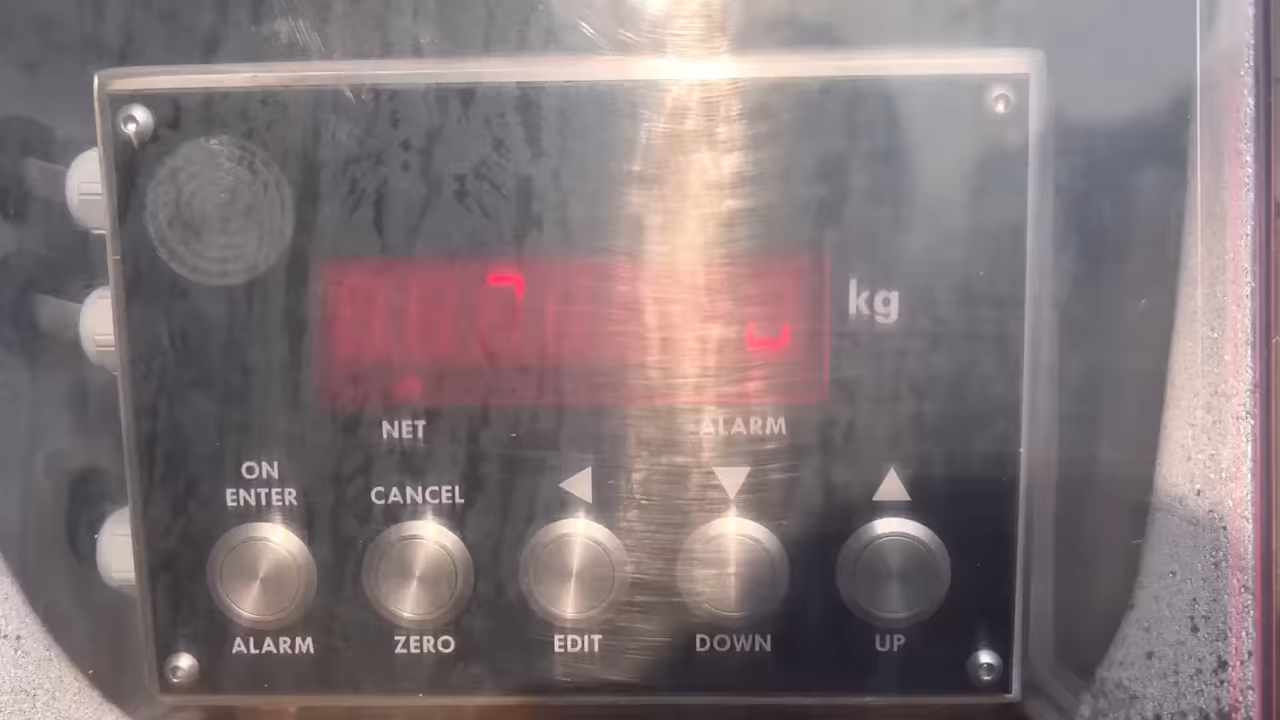 kg
NET ALARM
ON
ENTER CANCEL ◀ ▼ ▲
ALARM ZERO EDIT DOWN UP